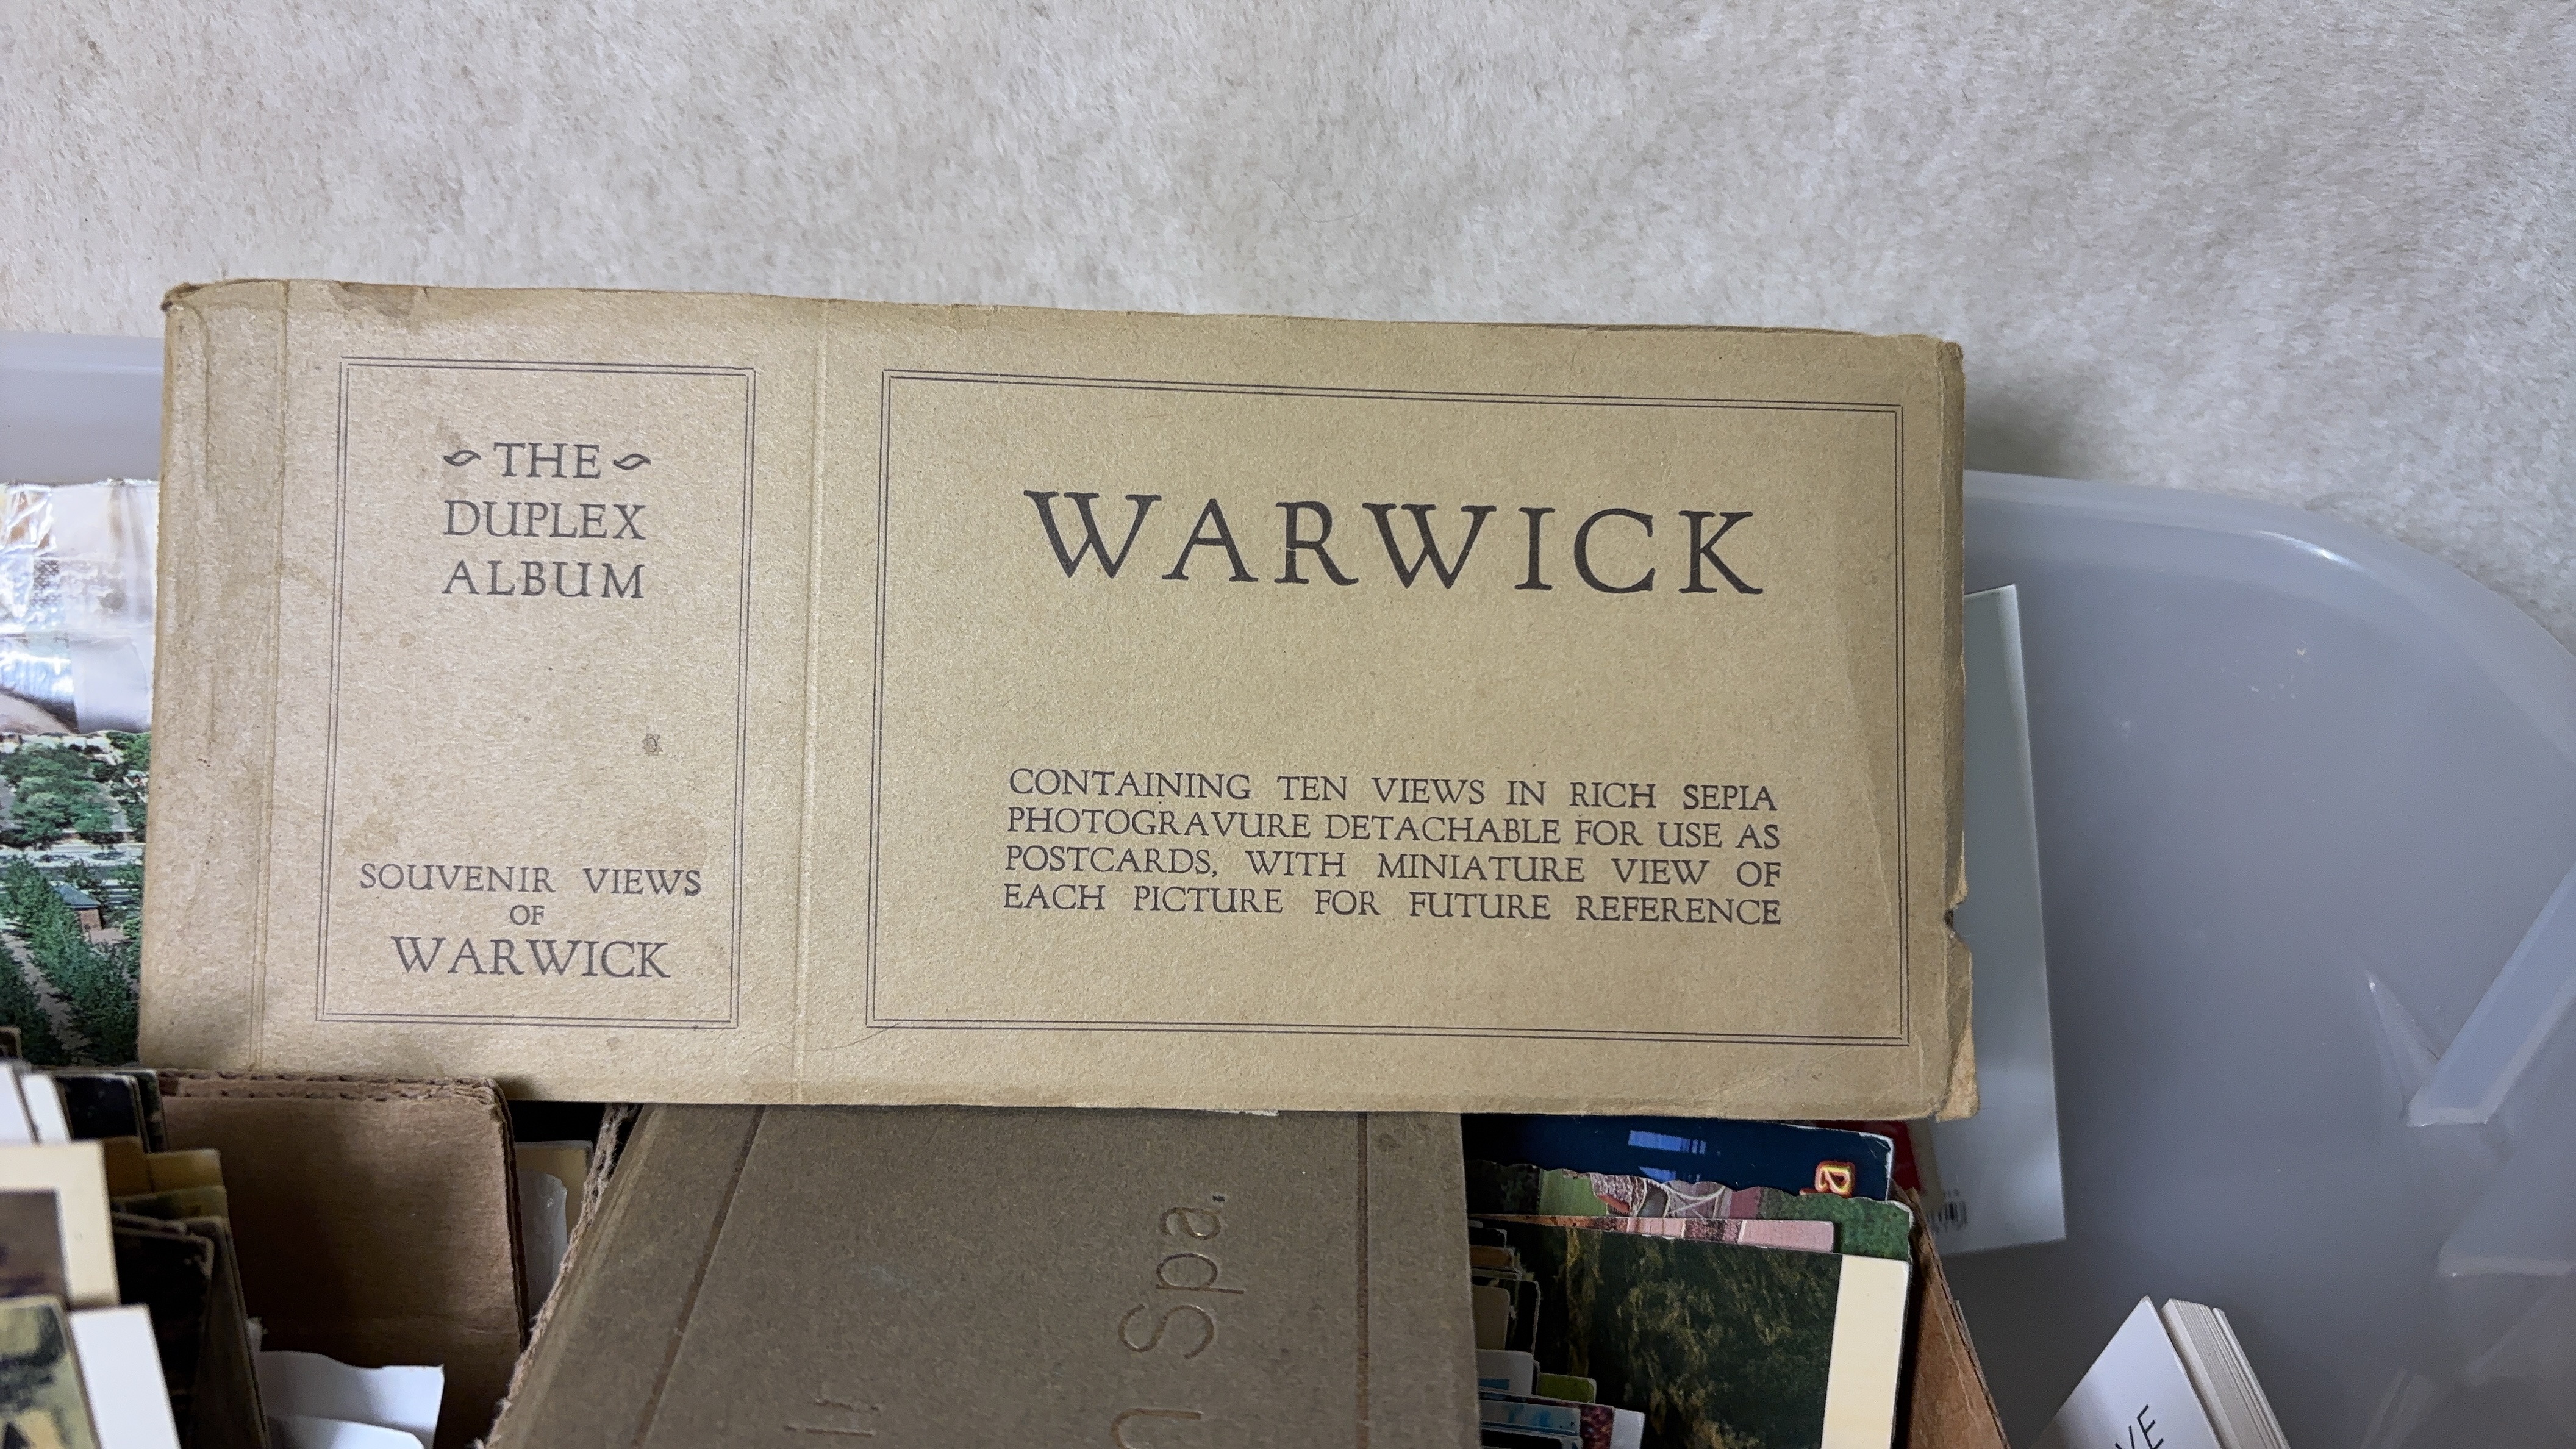 THE
DUPLEX
ALBUM
SOUVENIR VIEWS
OF
WARWICK
WARWICK
CONTAINING TEN VIEWS IN RICH SEPIA
PHOTOGRAVURE DETACHABLE FOR USE AS
POSTCARDS, WITH MINIATURE VIEW OF
EACH PICTURE FOR FUTURE REFERENCE
Spa,